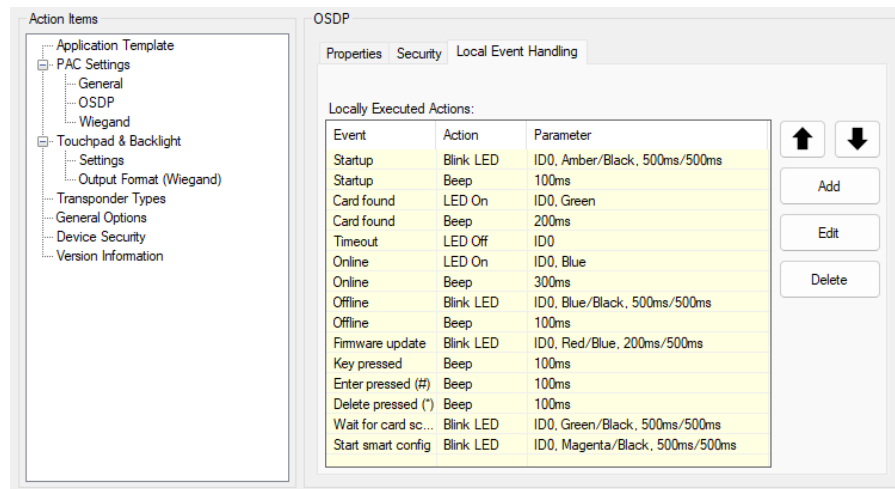 Action Items
Application Template
PAC Settings
General
OSDP
Wiegand
Touchpad & Backlight
Settings
Output Format (Wiegand)
Transponder Types
General Options
Device Security
Version Information
OSDP
Properties Security Local Event Handling
Locally Executed Actions:
Event Action Parameter
Startup Blink LED ID0, Amber/Black, 500ms/500ms
Startup Beep 100ms
Card found LED On ID0, Green
Card found Beep 200ms
Timeout LED Off ID0
Online LED On ID0, Blue
Online Beep 300ms
Offline Blink LED ID0, Blue/Black, 500ms/500ms
Offline Beep 100ms
Firmware update Blink LED ID0, Red/Blue, 200ms/500ms
Key pressed Beep 100ms
Enter pressed (#) Beep 100ms
Delete pressed (*) Beep 100ms
Wait for card sc... Blink LED ID0, Green/Black, 500ms/500ms
Start smart config Blink LED ID0, Magenta/Black, 500ms/500ms
Add
Edit
Delete